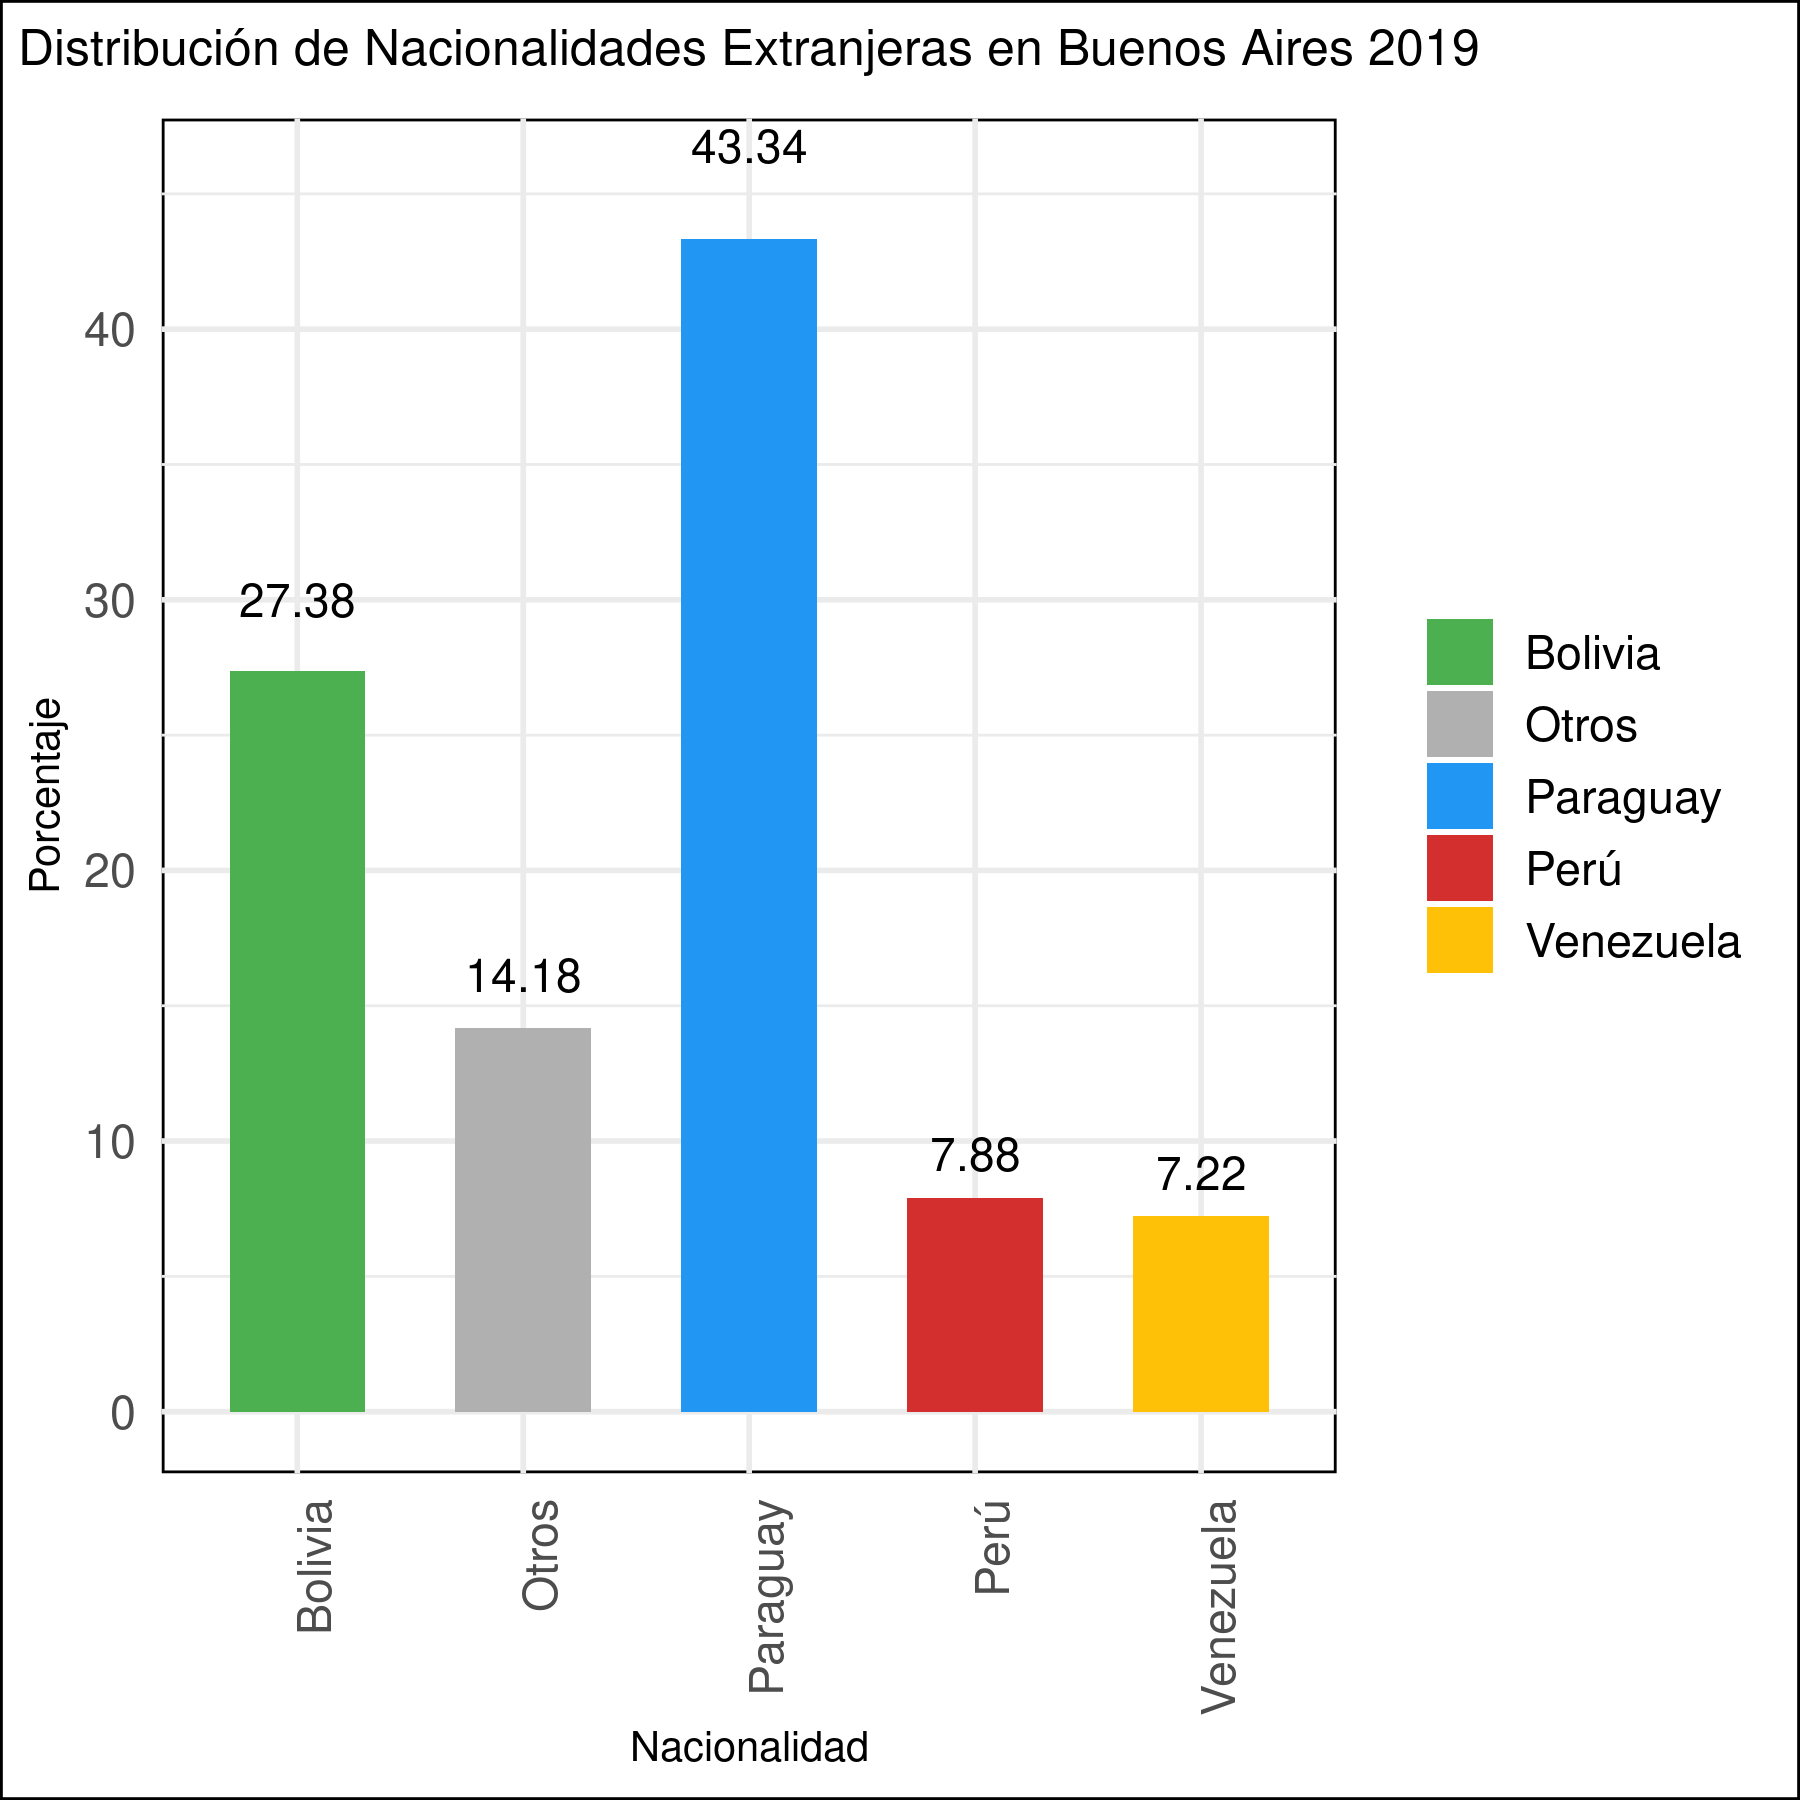 Distribución de Nacionalidades Extranjeras en Buenos Aires 2019
43.34
27.38
14.18
7.88
7.22
40
30
20
10
0
Porcentaje
Bolivia
Otros
Paraguay
Perú
Venezuela
Nacionalidad
Bolivia
Otros
Paraguay
Perú
Venezuela